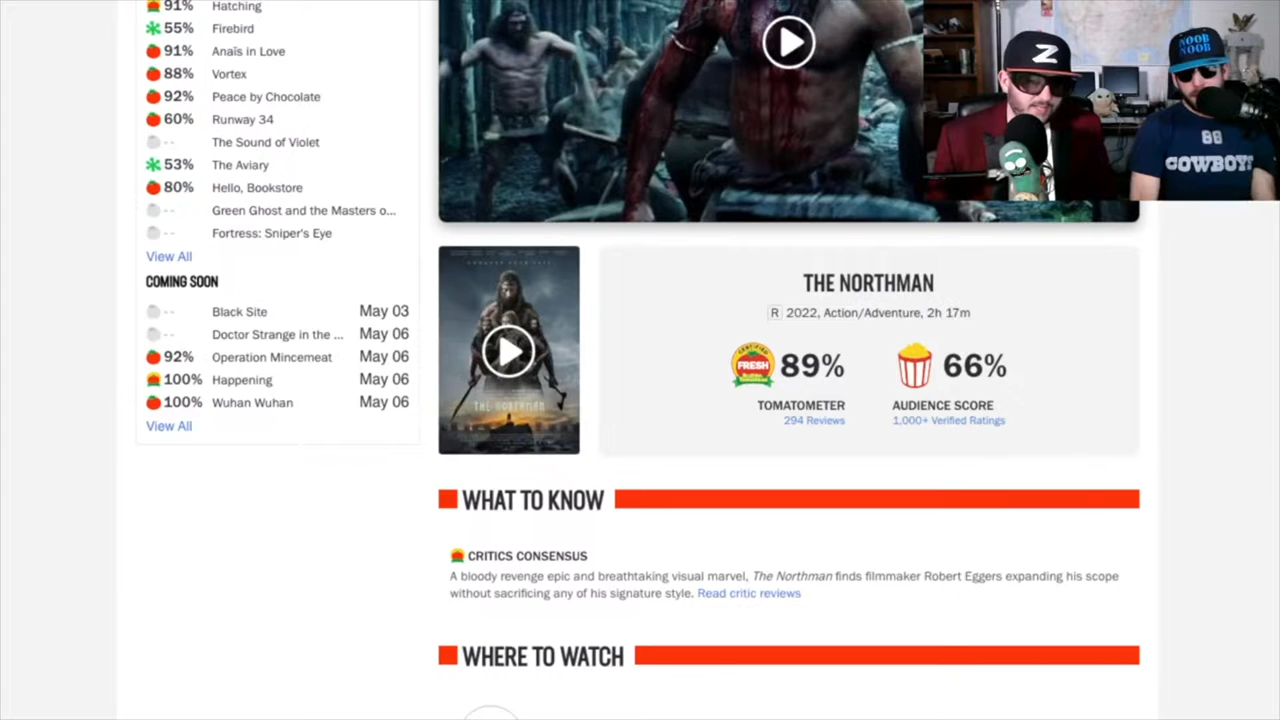 91% Hatching
55% Firebird
91% Anaïs in Love
88% Vortex
92% Peace by Chocolate
60% Runway 34
-- The Sound of Violet
53% The Aviary
80% Hello, Bookstore
-- Green Ghost and the Masters o...
-- Fortress: Sniper's Eye
View All
COMING SOON
-- Black Site May 03
-- Doctor Strange in the ... May 06
92% Operation Mincemeat May 06
100% Happening May 06
100% Wuhan Wuhan May 06
View All
Z
NOOB
NOOB
88
COWBOYS
THE NORTHMAN
THE NORTHMAN
R 2022, Action/Adventure, 2h 17m
CERTIFIED
FRESH
89%
66%
TOMATOMETER
AUDIENCE SCORE
294 Reviews
1,000+ Verified Ratings
WHAT TO KNOW
CRITICS CONSENSUS
A bloody revenge epic and breathtaking visual marvel, The Northman finds filmmaker Robert Eggers expanding his scope
without sacrificing any of his signature style. Read critic reviews
WHERE TO WATCH